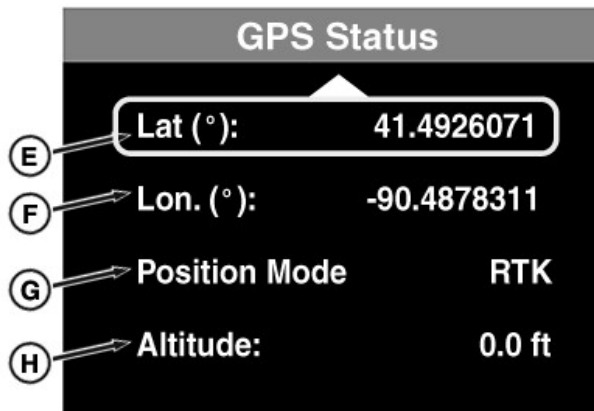 GPS Status
E Lat (°): 41.4926071
F Lon. (°): -90.4878311
G Position Mode RTK
H Altitude: 0.0 ft